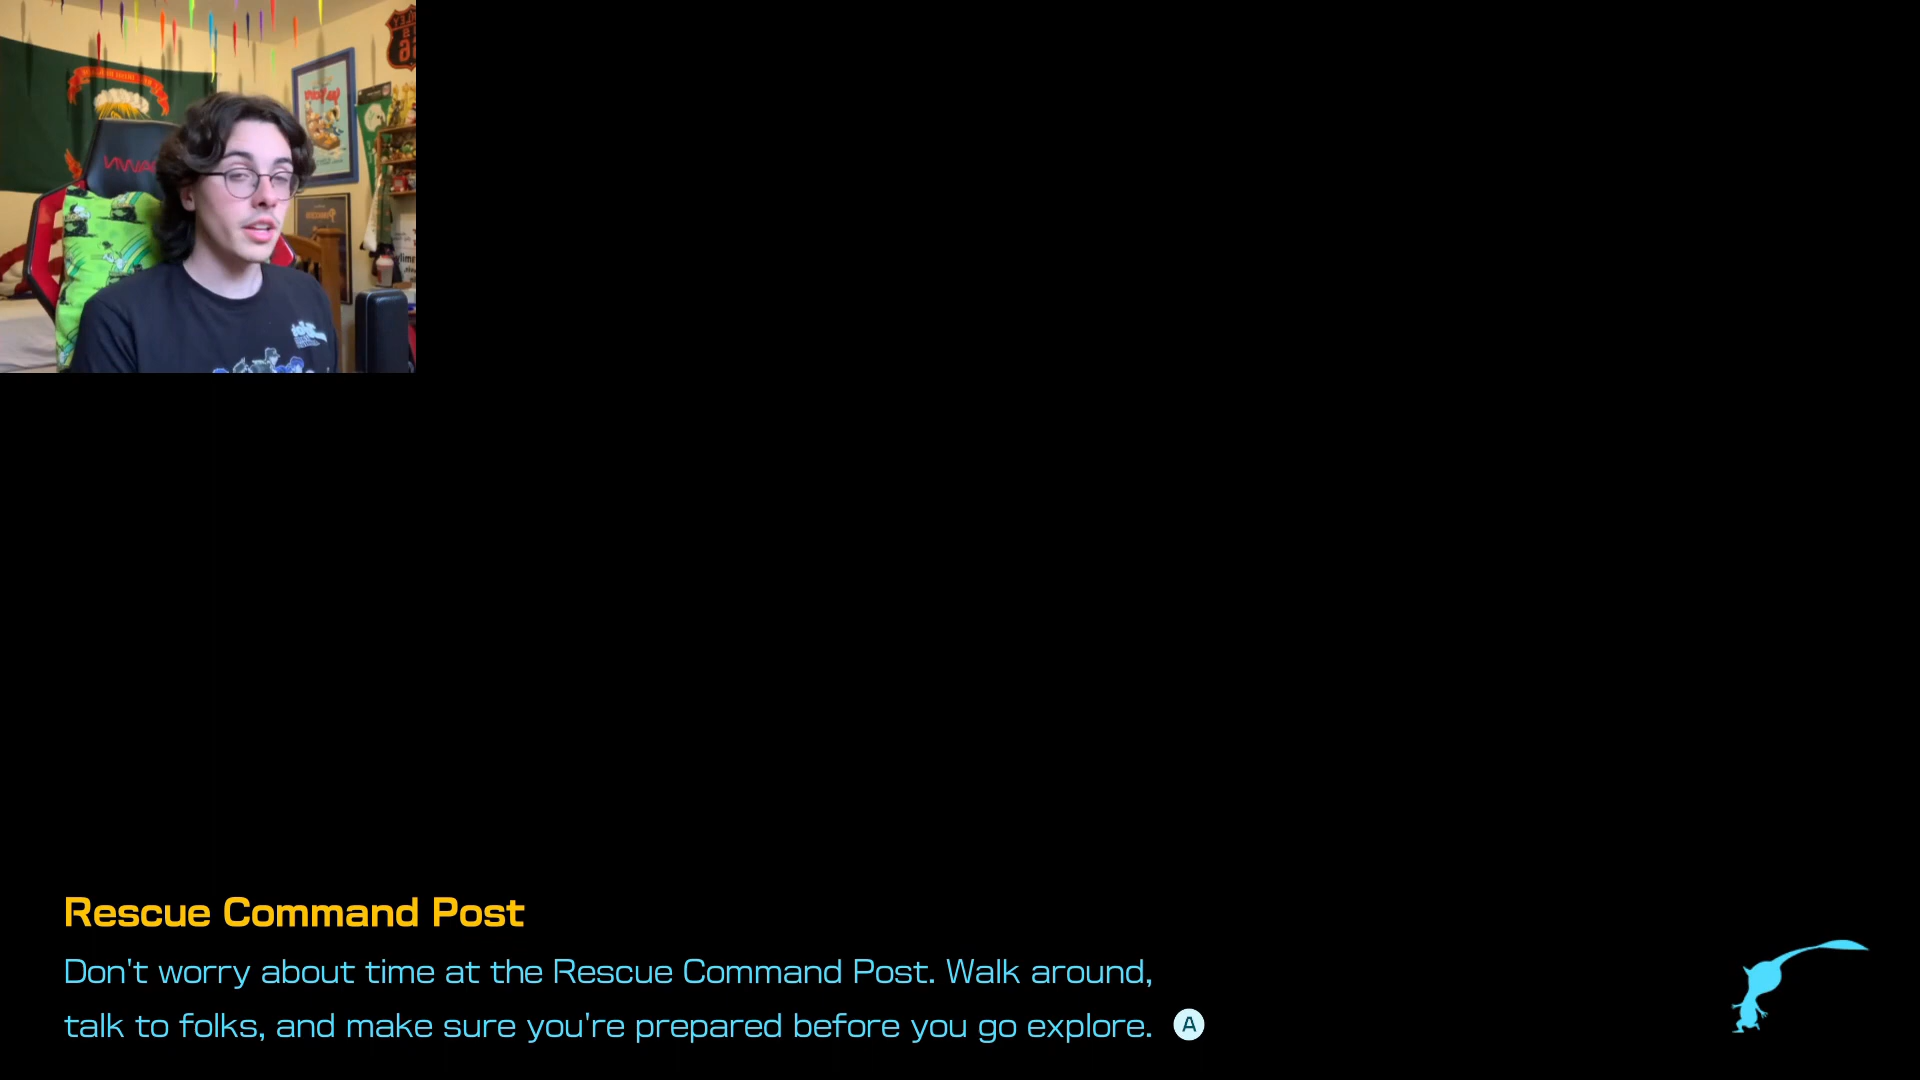 Rescue Command Post
Don't worry about time at the Rescue Command Post. Walk around,
talk to folks, and make sure you're prepared before you go explore. A